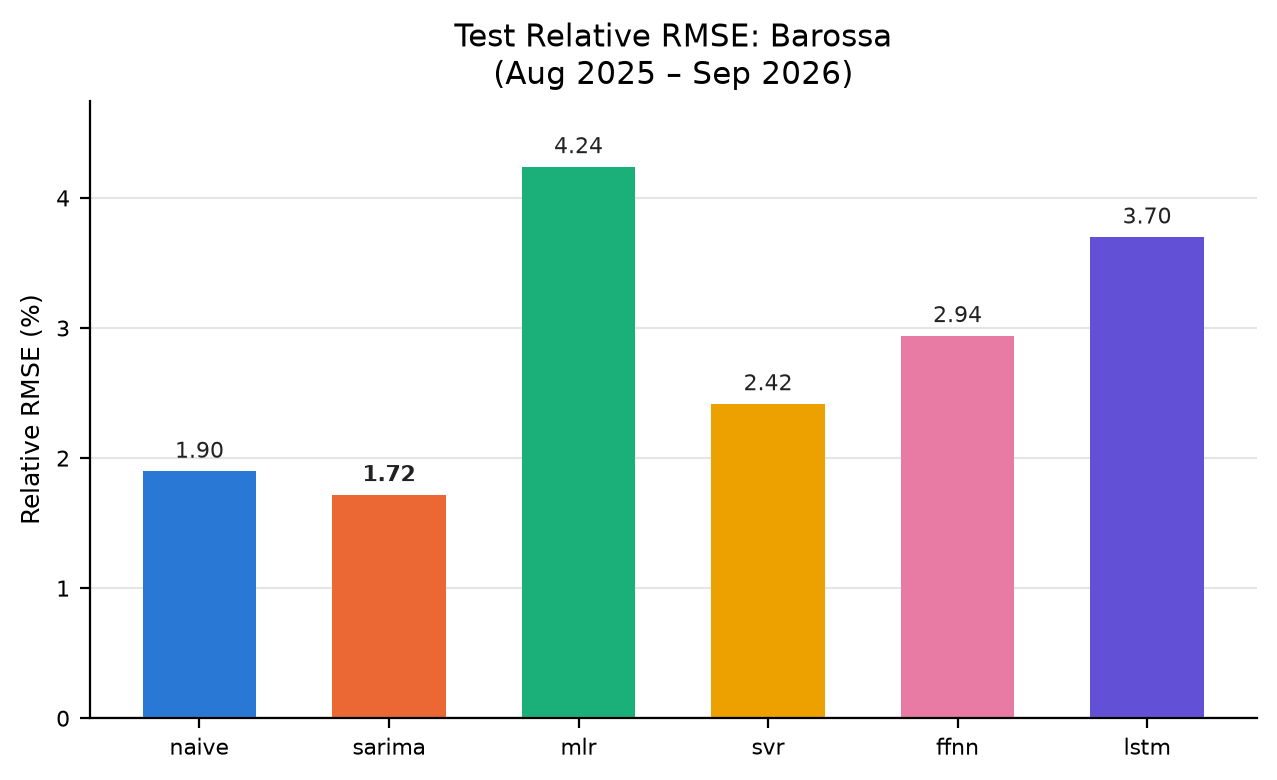 Test Relative RMSE: Barossa
(Aug 2025 – Sep 2026)
Relative RMSE (%)
4
3
2
1
0
1.90
1.72
4.24
2.42
2.94
3.70
naive
sarima
mlr
svr
ffnn
lstm